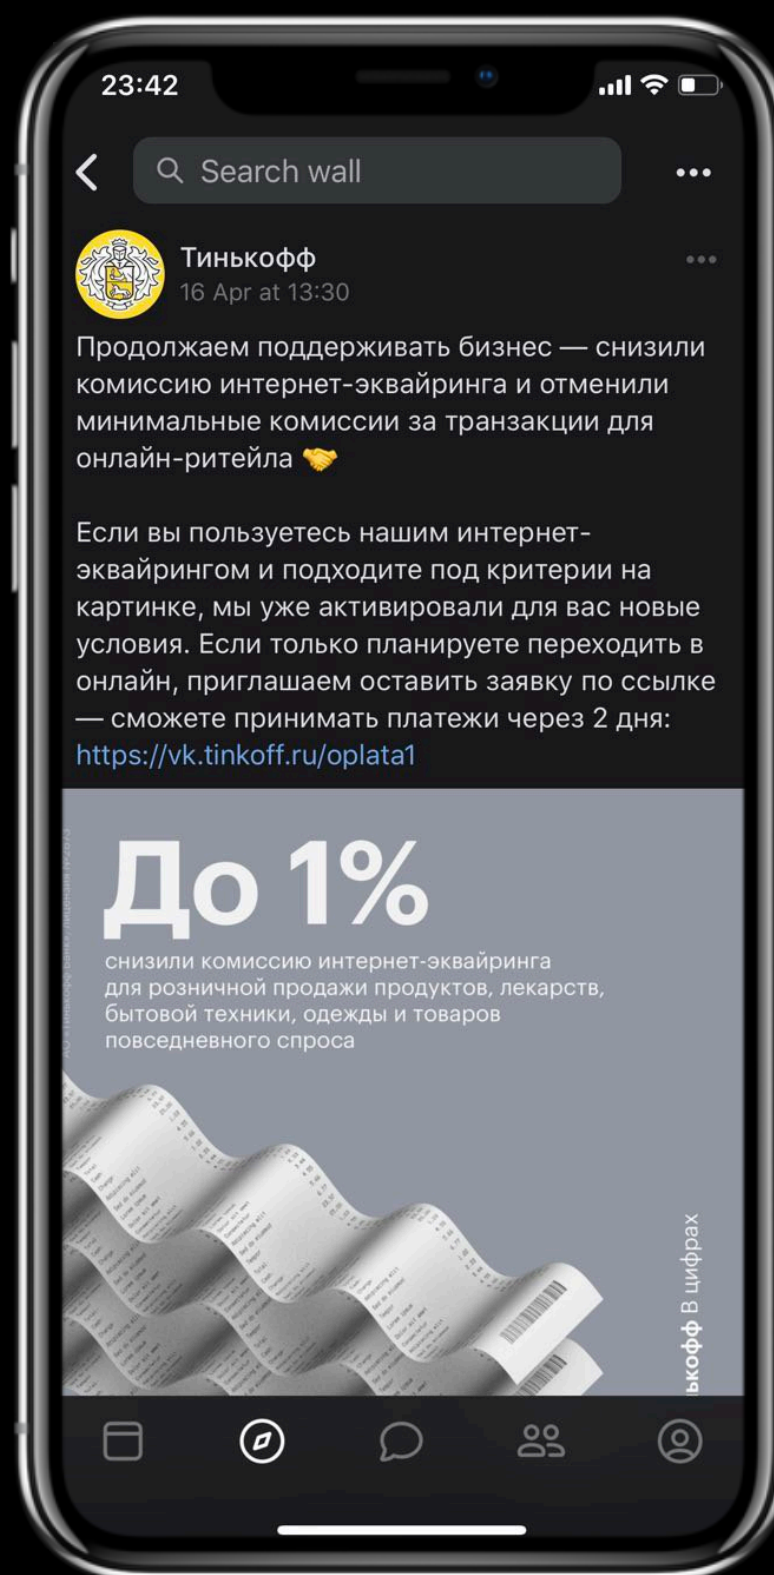 23:42
Search wall
Тинькофф
16 Apr at 13:30
Продолжаем поддерживать бизнес — снизили
комиссию интернет-эквайринга и отменили
минимальные комиссии за транзакции для
онлайн-ритейла 🤝
Если вы пользуетесь нашим интернет-
эквайрингом и подходите под критерии на
картинке, мы уже активировали для вас новые
условия. Если только планируете переходить в
онлайн, приглашаем оставить заявку по ссылке
— сможете принимать платежи через 2 дня:
https://vk.tinkoff.ru/oplata1
До 1%
снизили комиссию интернет-эквайринга
для розничной продажи продуктов, лекарств,
бытовой техники, одежды и товаров
повседневного спроса
ькофф В цифрах